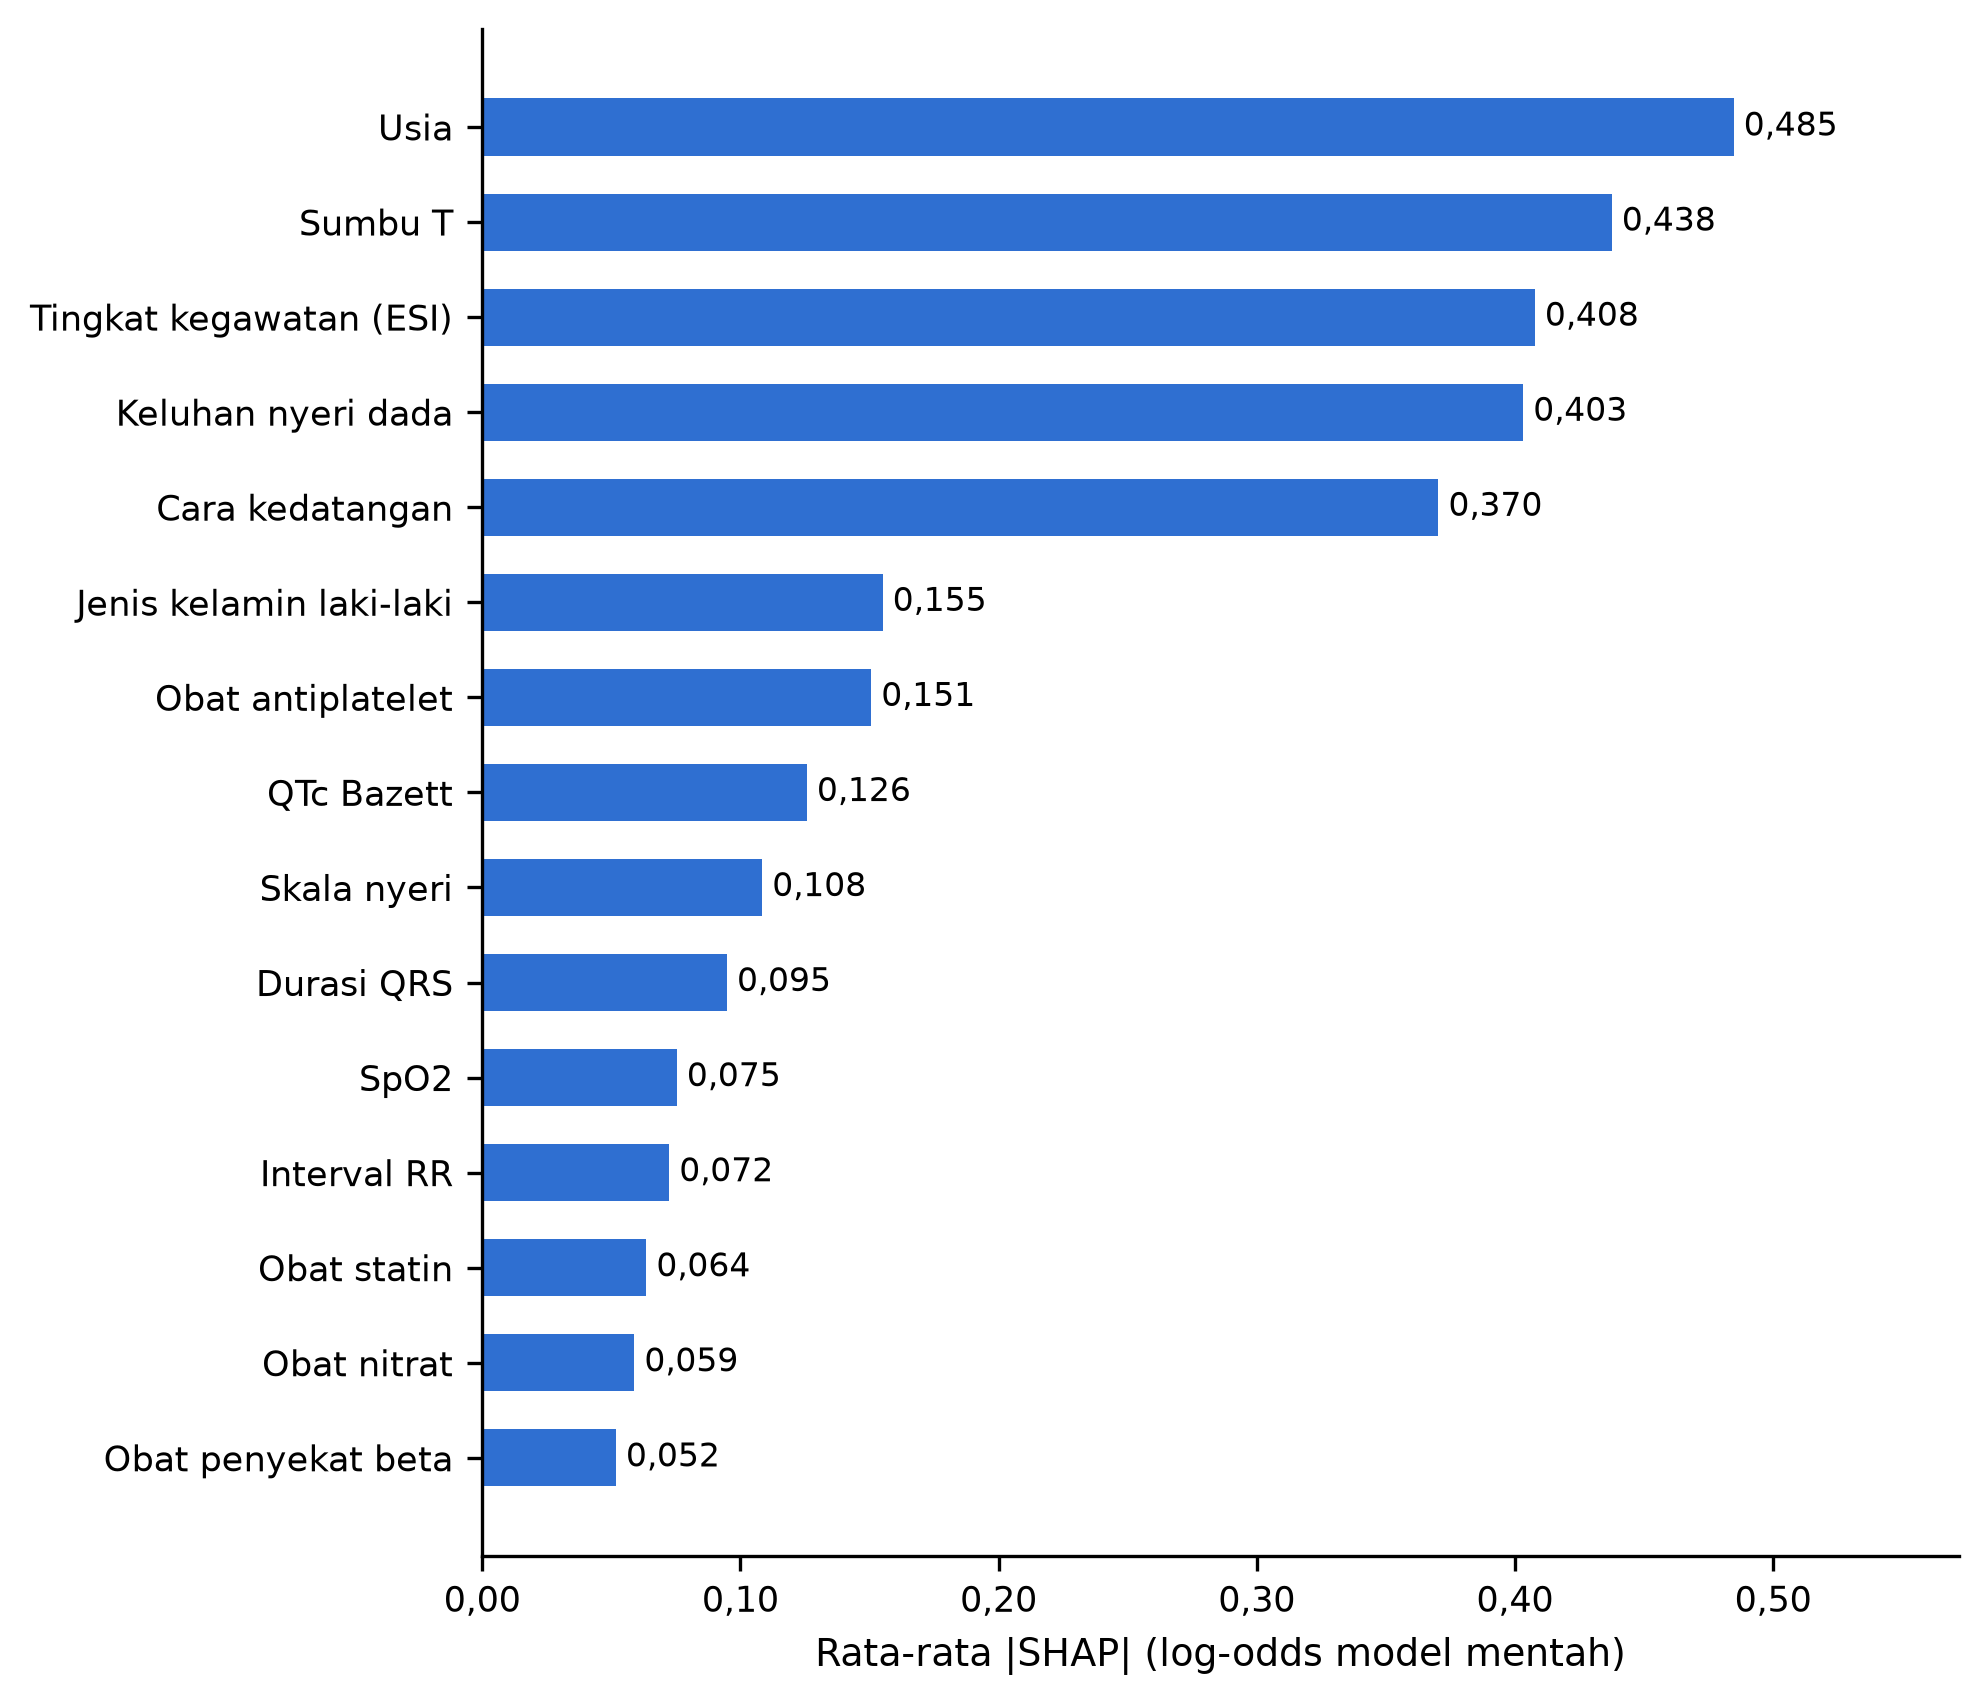 Usia 0,485
Sumbu T 0,438
Tingkat kegawatan (ESI) 0,408
Keluhan nyeri dada 0,403
Cara kedatangan 0,370
Jenis kelamin laki-laki 0,155
Obat antiplatelet 0,151
QTc Bazett 0,126
Skala nyeri 0,108
Durasi QRS 0,095
SpO2 0,075
Interval RR 0,072
Obat statin 0,064
Obat nitrat 0,059
Obat penyekat beta 0,052
0,00 0,10 0,20 0,30 0,40 0,50
Rata-rata |SHAP| (log-odds model mentah)